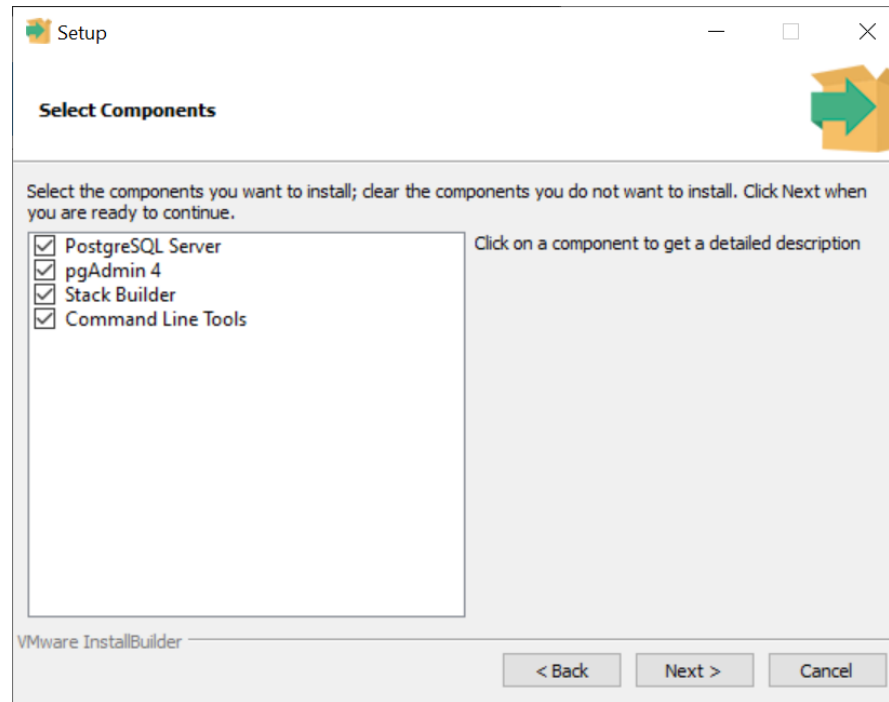 Setup
Select Components
Select the components you want to install; clear the components you do not want to install. Click Next when
you are ready to continue.
PostgreSQL Server
pgAdmin 4
Stack Builder
Command Line Tools
Click on a component to get a detailed description
VMware InstallBuilder
< Back
Next >
Cancel